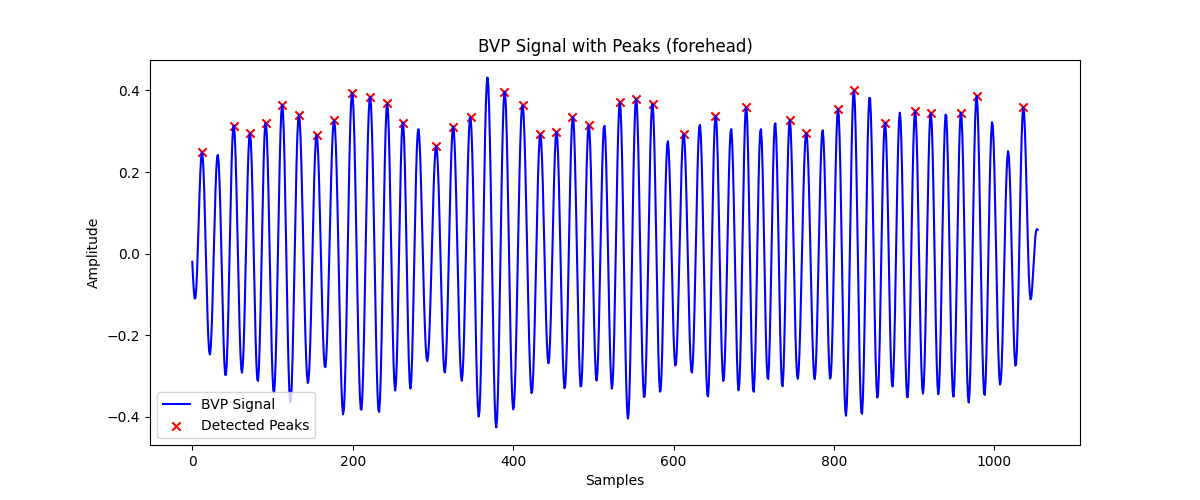 BVP Signal with Peaks (forehead)
Amplitude
0.4
0.2
0.0
−0.2
−0.4
BVP Signal
Detected Peaks
0 200 400 600 800 1000
Samples